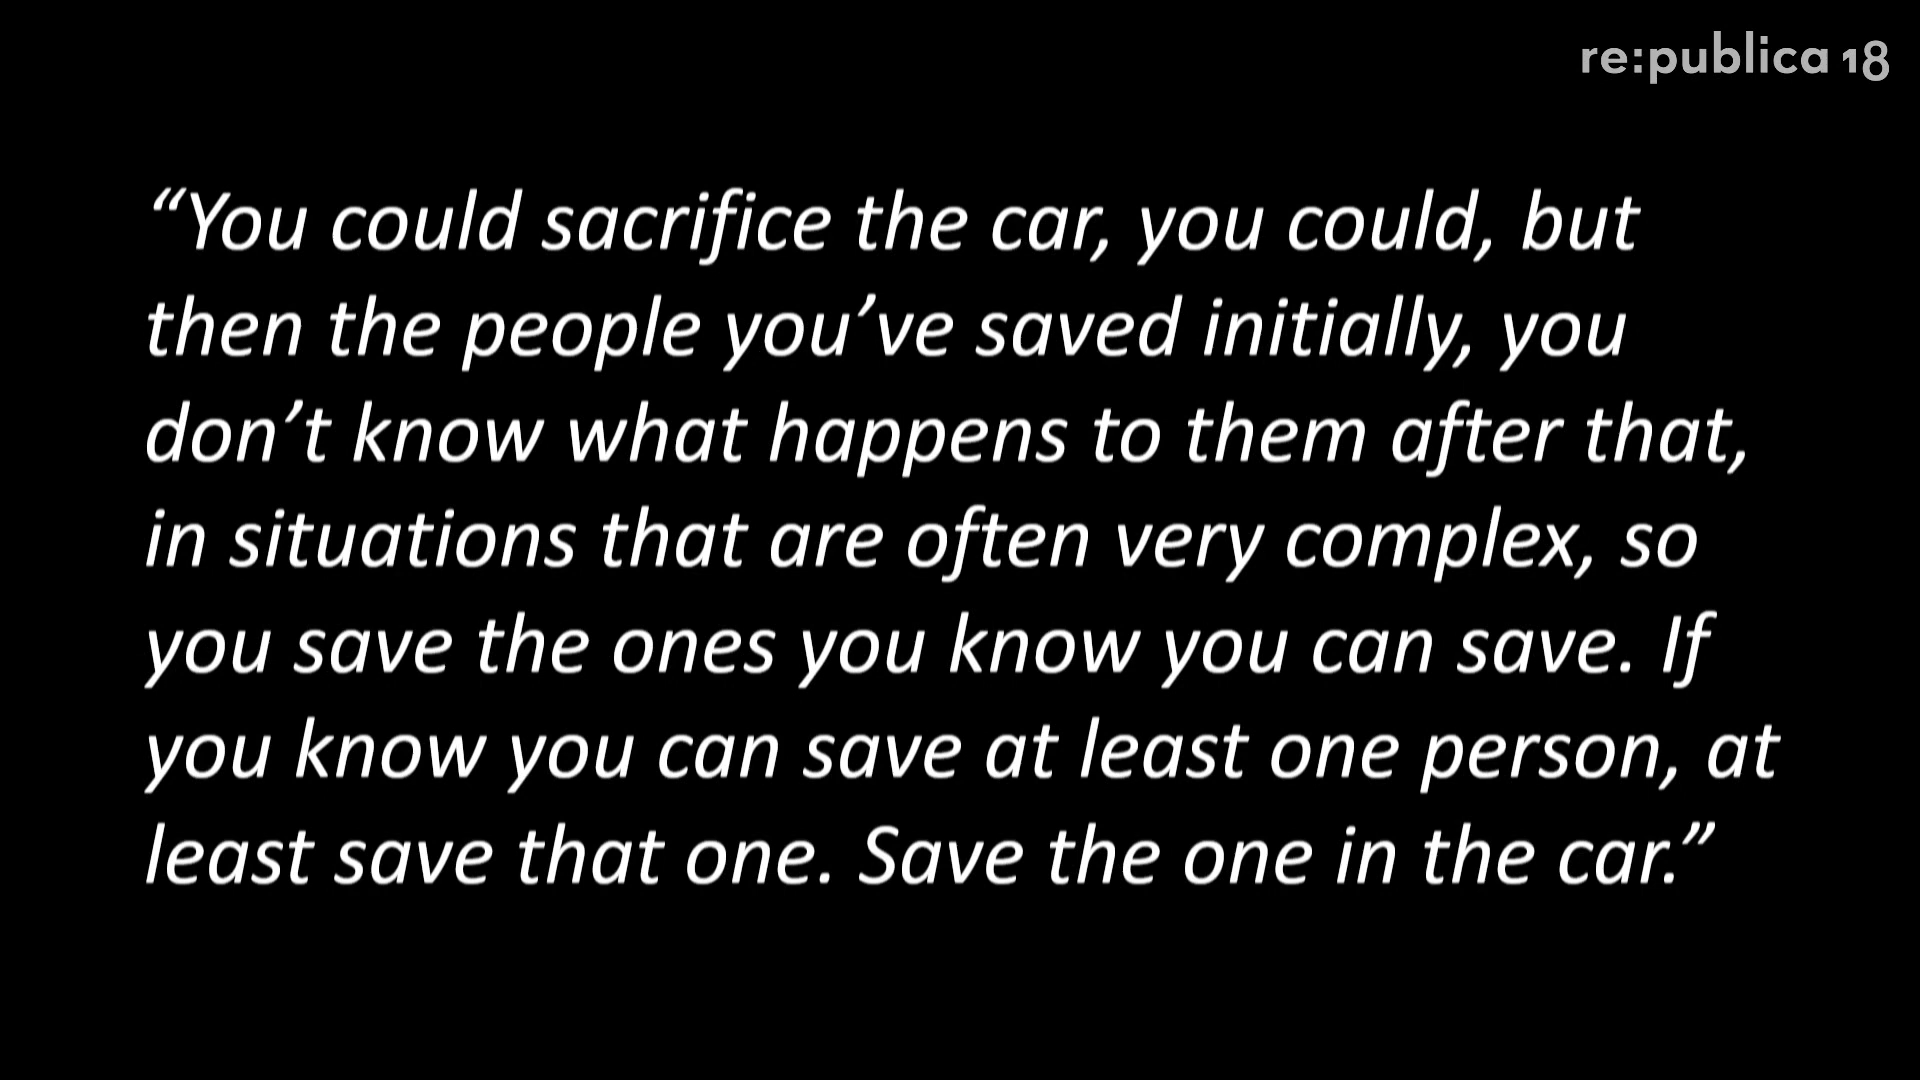 re:publica 18
“You could sacrifice the car, you could, but
then the people you’ve saved initially, you
don’t know what happens to them after that,
in situations that are often very complex, so
you save the ones you know you can save. If
you know you can save at least one person, at
least save that one. Save the one in the car.”